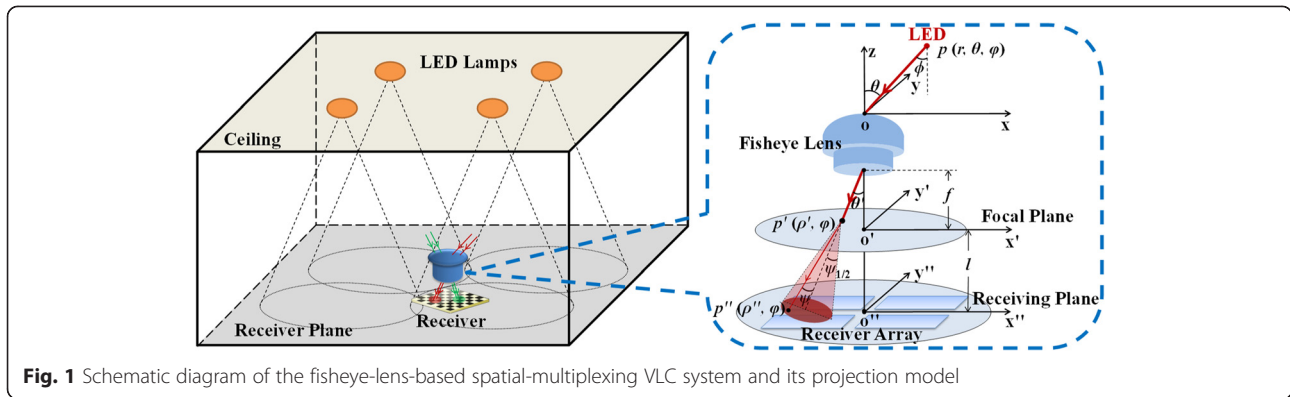 LED Lamps
Ceiling
Receiver Plane
Receiver
LED
p (r, θ, φ)
z
ϕ
θ
y
o
x
Fisheye Lens
θ'
y'
f
p' (ρ', φ)
o'
Focal Plane
x'
ψ1/2
ψ
y''
l
Receiving Plane
p'' (ρ'', φ)
o''
x''
Receiver Array
Fig. 1 Schematic diagram of the fisheye-lens-based spatial-multiplexing VLC system and its projection model